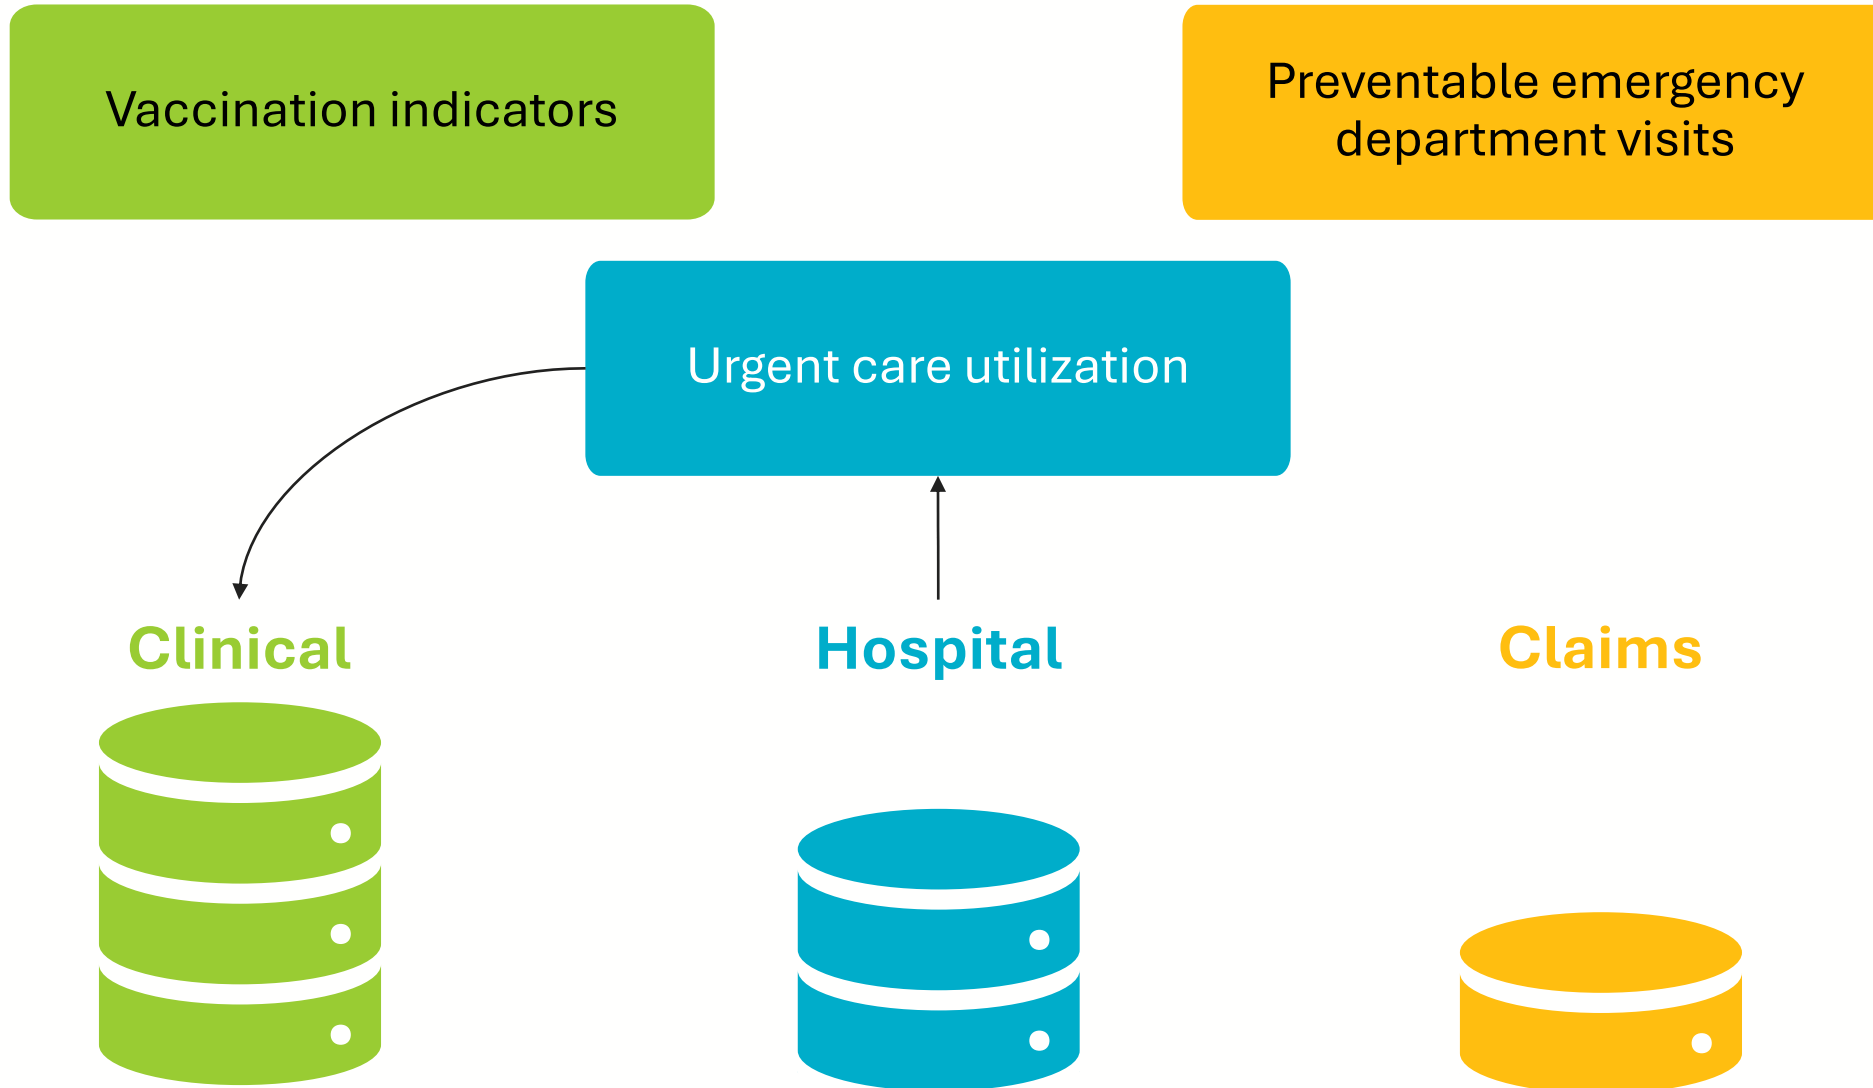 Vaccination indicators
Preventable emergency
department visits
Urgent care utilization
Clinical
Hospital
Claims